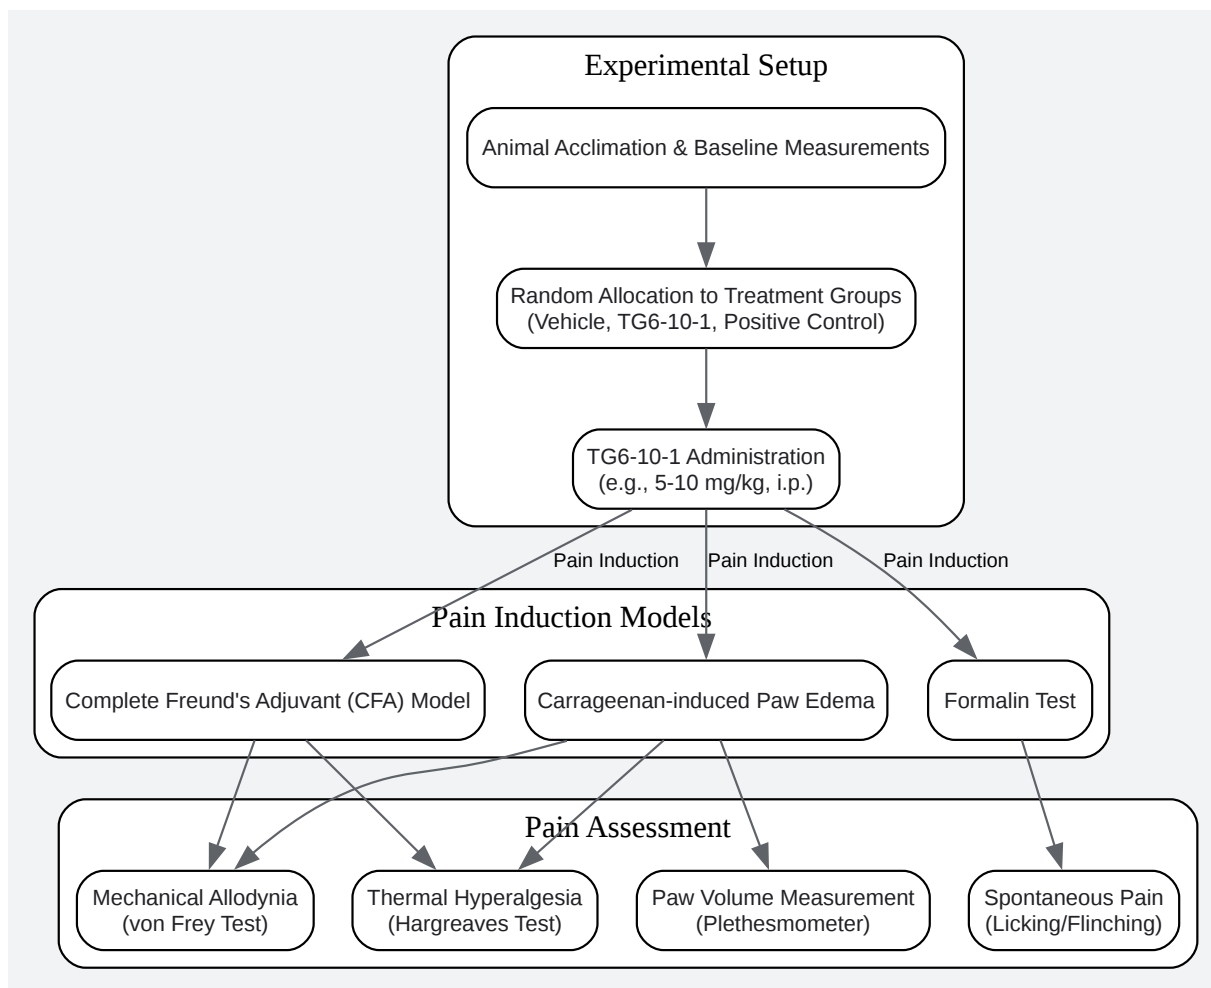 Experimental Setup
Animal Acclimation & Baseline Measurements
Random Allocation to Treatment Groups
(Vehicle, TG6-10-1, Positive Control)
TG6-10-1 Administration
(e.g., 5-10 mg/kg, i.p.)
Pain Induction
Pain Induction
Pain Induction
Pain Induction Models
Complete Freund's Adjuvant (CFA) Model
Carrageenan-induced Paw Edema
Formalin Test
Pain Assessment
Mechanical Allodynia
(von Frey Test)
Thermal Hyperalgesia
(Hargreaves Test)
Paw Volume Measurement
(Plethesmometer)
Spontaneous Pain
(Licking/Flinching)